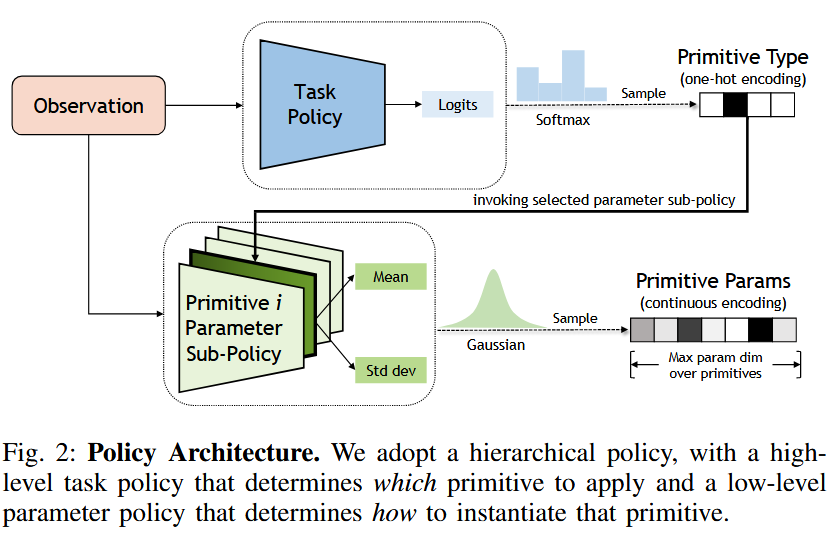 Observation
Task
Policy
Logits
Softmax
Sample
Primitive Type
(one-hot encoding)
invoking selected parameter sub-policy
Primitive i
Parameter
Sub-Policy
Mean
Std dev
Gaussian
Sample
Primitive Params
(continuous encoding)
Max param dim
over primitives
Fig. 2: Policy Architecture. We adopt a hierarchical policy, with a high-
level task policy that determines which primitive to apply and a low-level
parameter policy that determines how to instantiate that primitive.